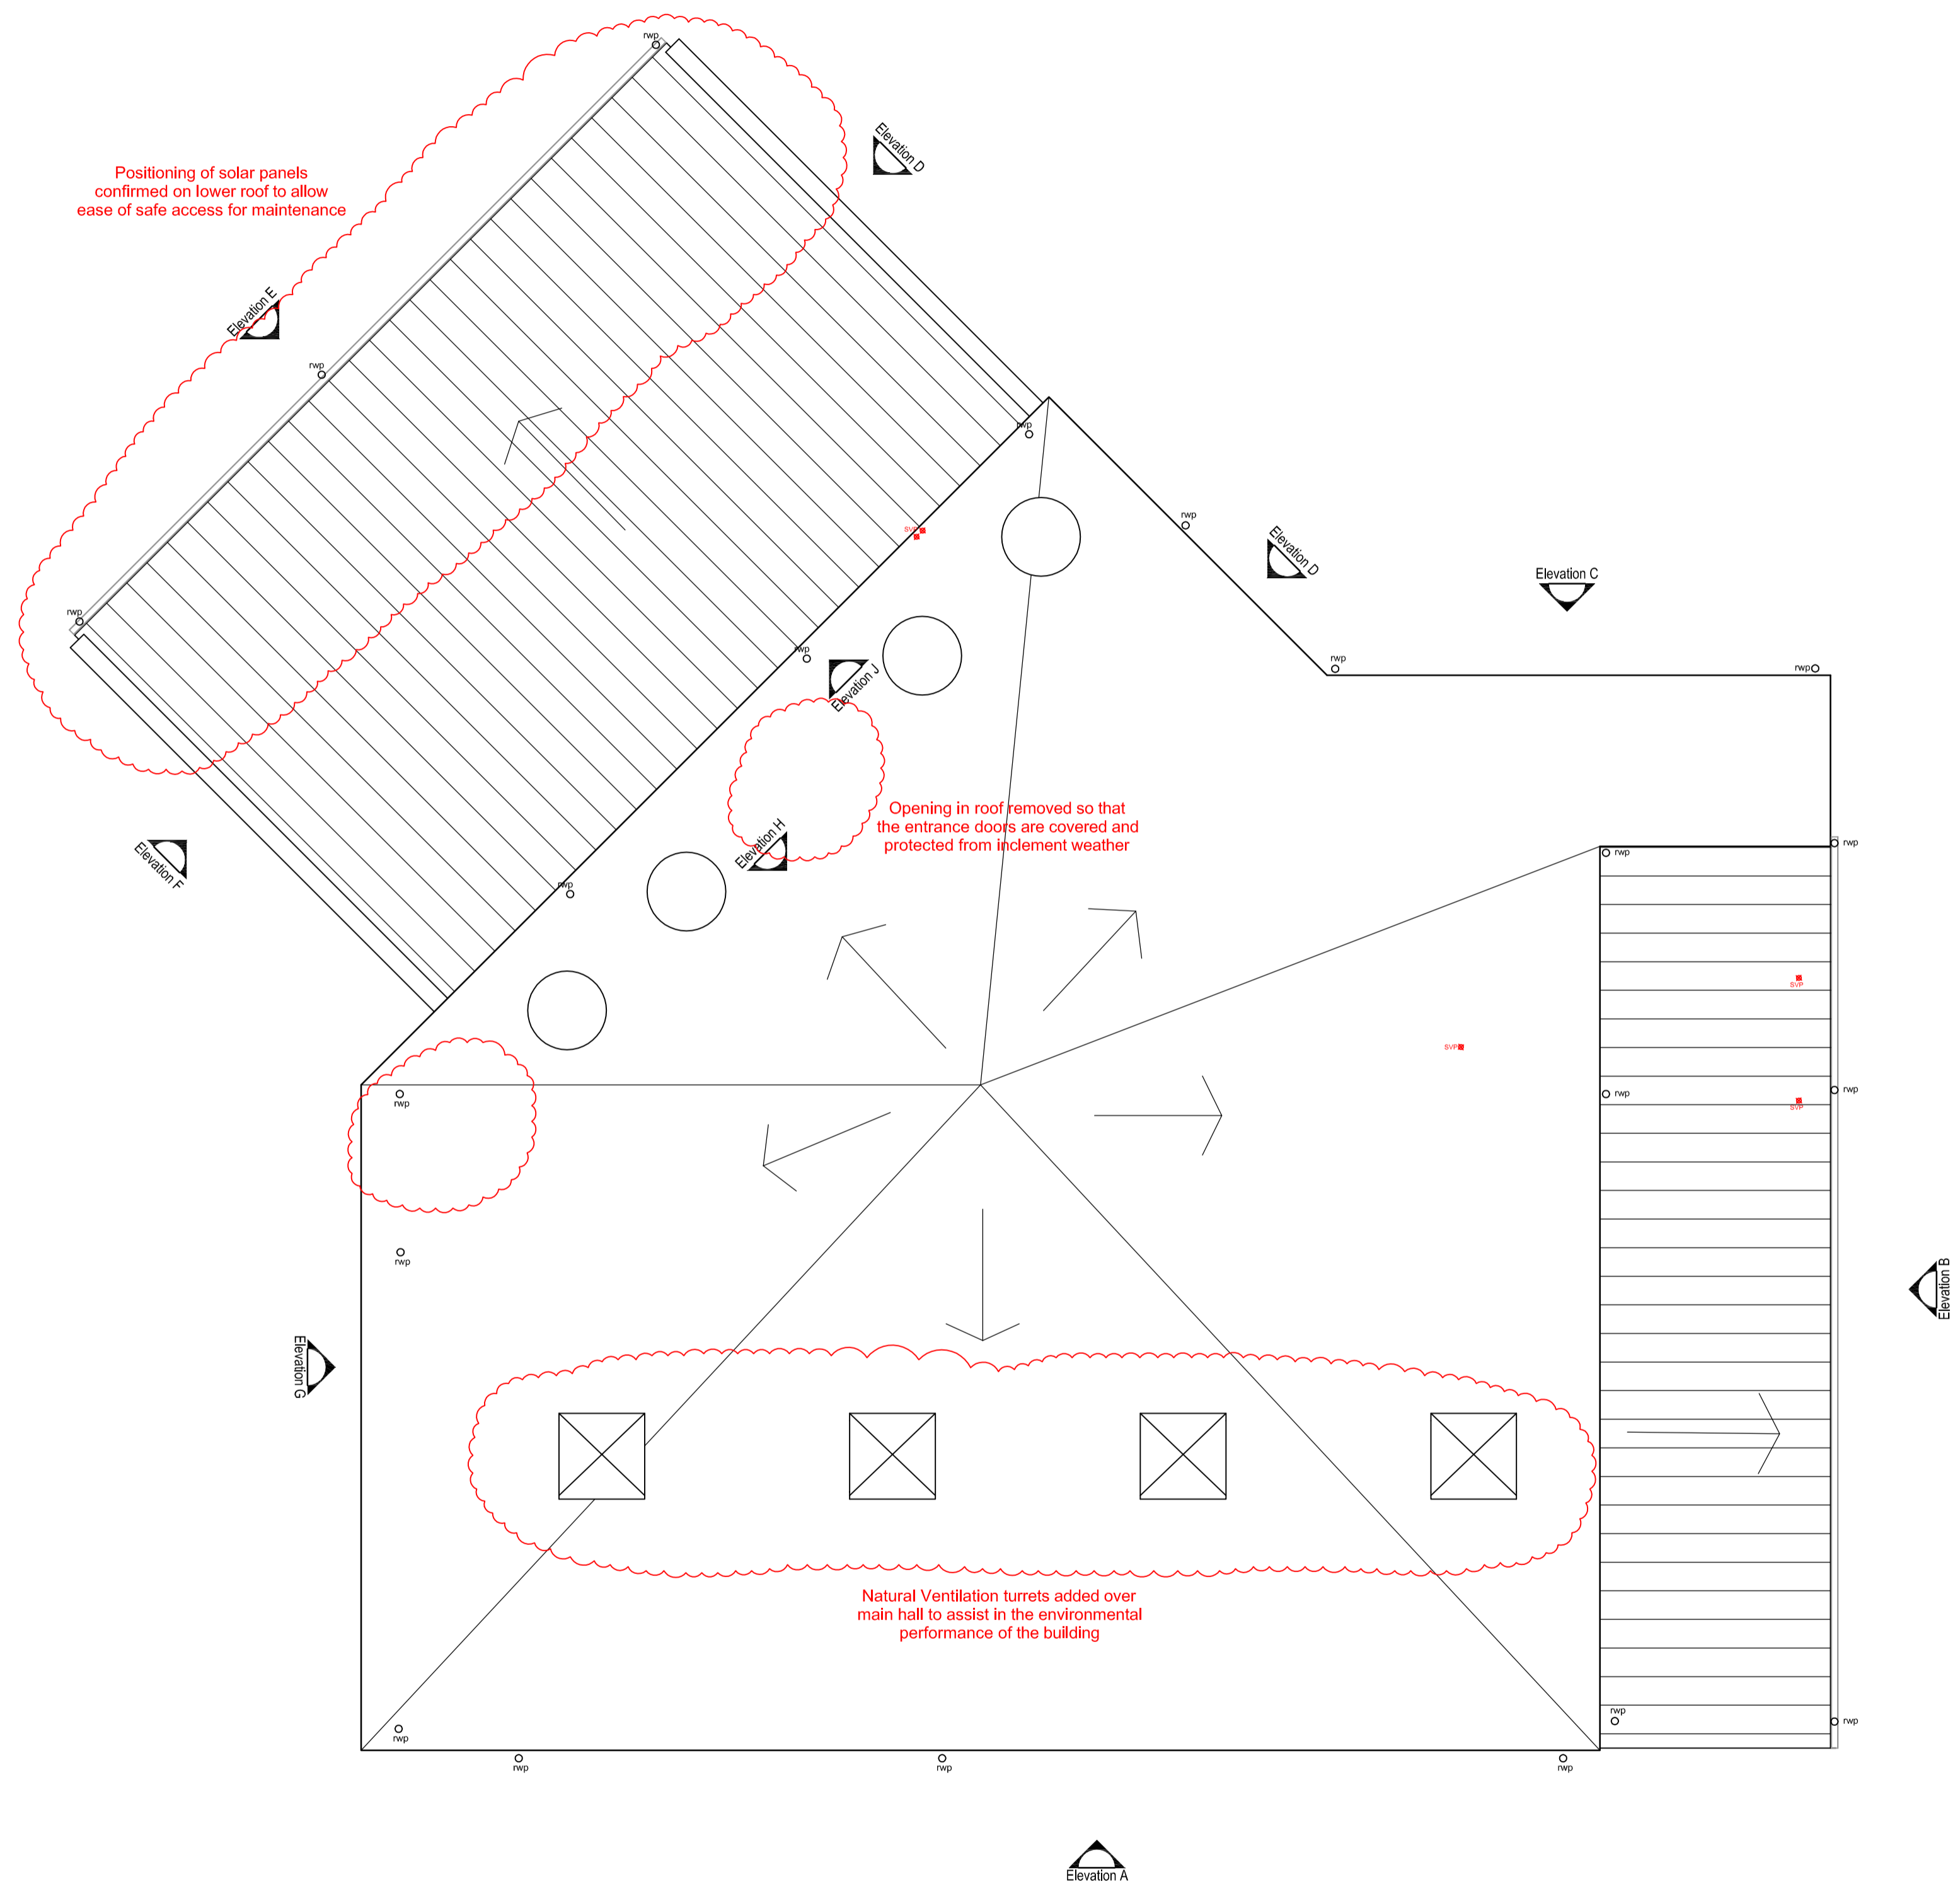 rwp
Elevation D
Positioning of solar panels
confirmed on lower roof to allow
ease of safe access for maintenance
Elevation E
rwp
rwp
rwp
SVP
Elevation D
Elevation C
rwp
rwp
rwp
rwp
Elevation J
Opening in roof removed so that
the entrance doors are covered and
protected from inclement weather
Elevation H
Elevation F
rwp
rwp
rwp
SVP
SVP
rwp
rwp
SVP
rwp
rwp
Elevation B
Elevation G
Natural Ventilation turrets added over
main hall to assist in the environmental
performance of the building
rwp
rwp
rwp
rwp
rwp
rwp
Elevation A